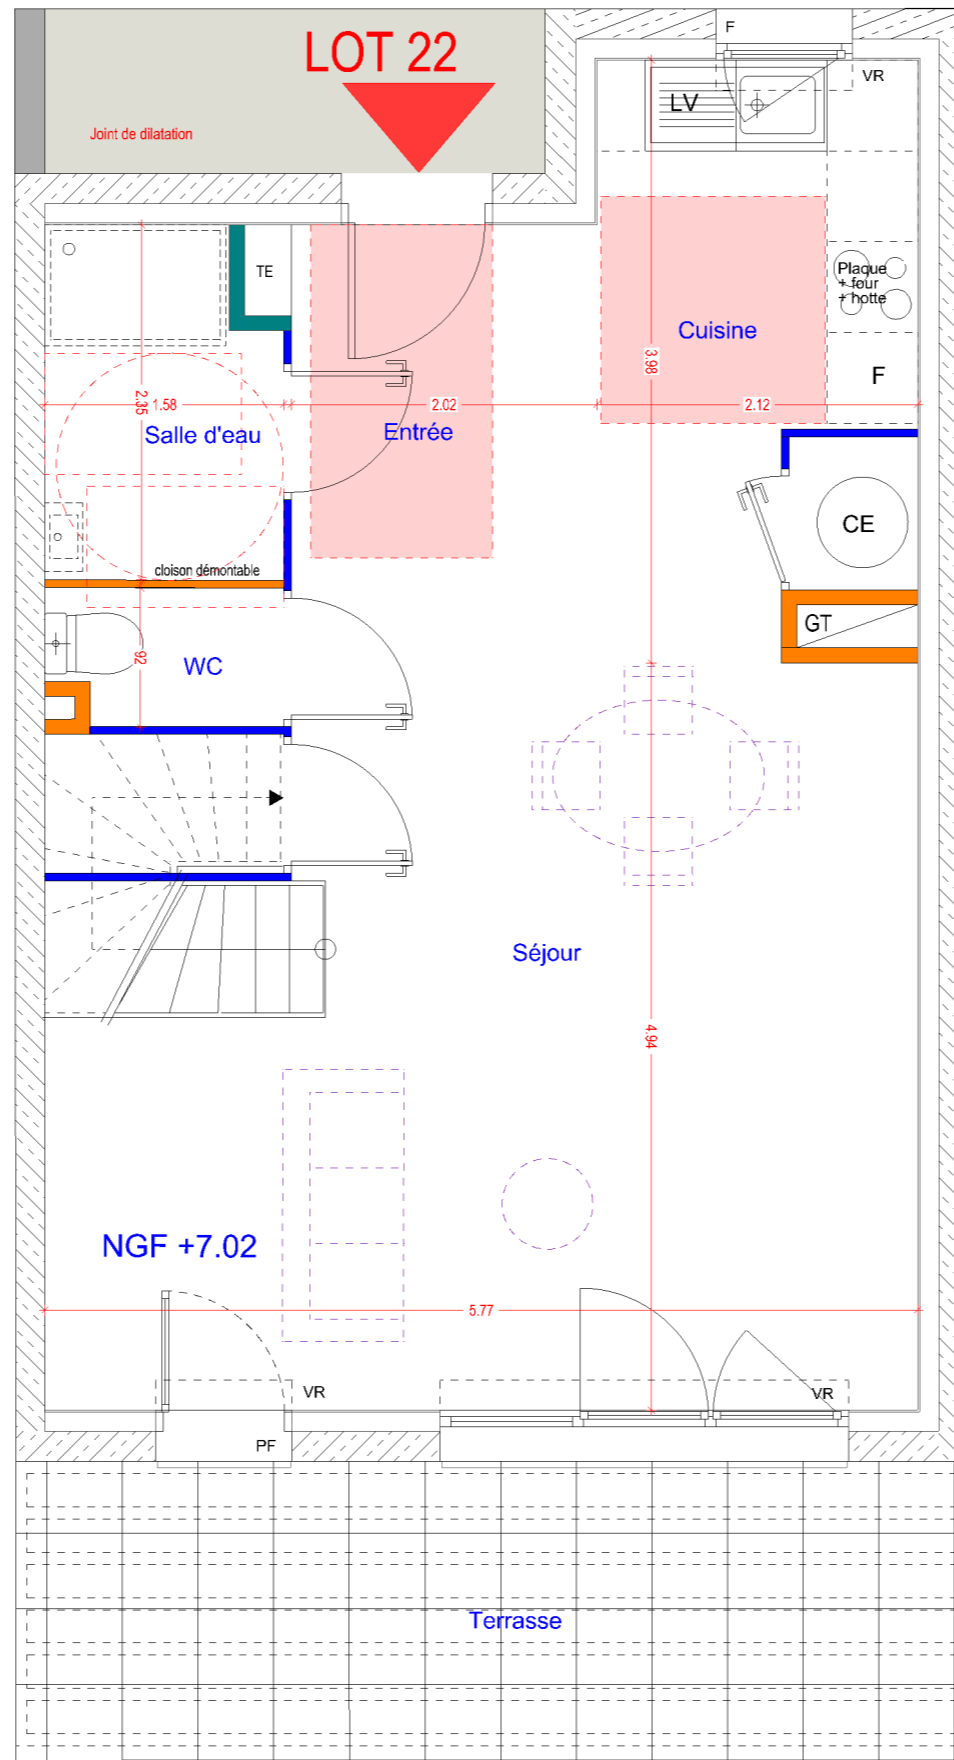 F
LOT 22
VR
LV
Joint de dilatation
TE
Plaque
+ four
+ hotte
Cuisine
3.98
F
2.35
1.58
2.02
2.12
Salle d'eau
Entrée
CE
cloison démontable
GT
92
WC
Séjour
4.94
NGF +7.02
5.77
VR
VR
PF
Terrasse